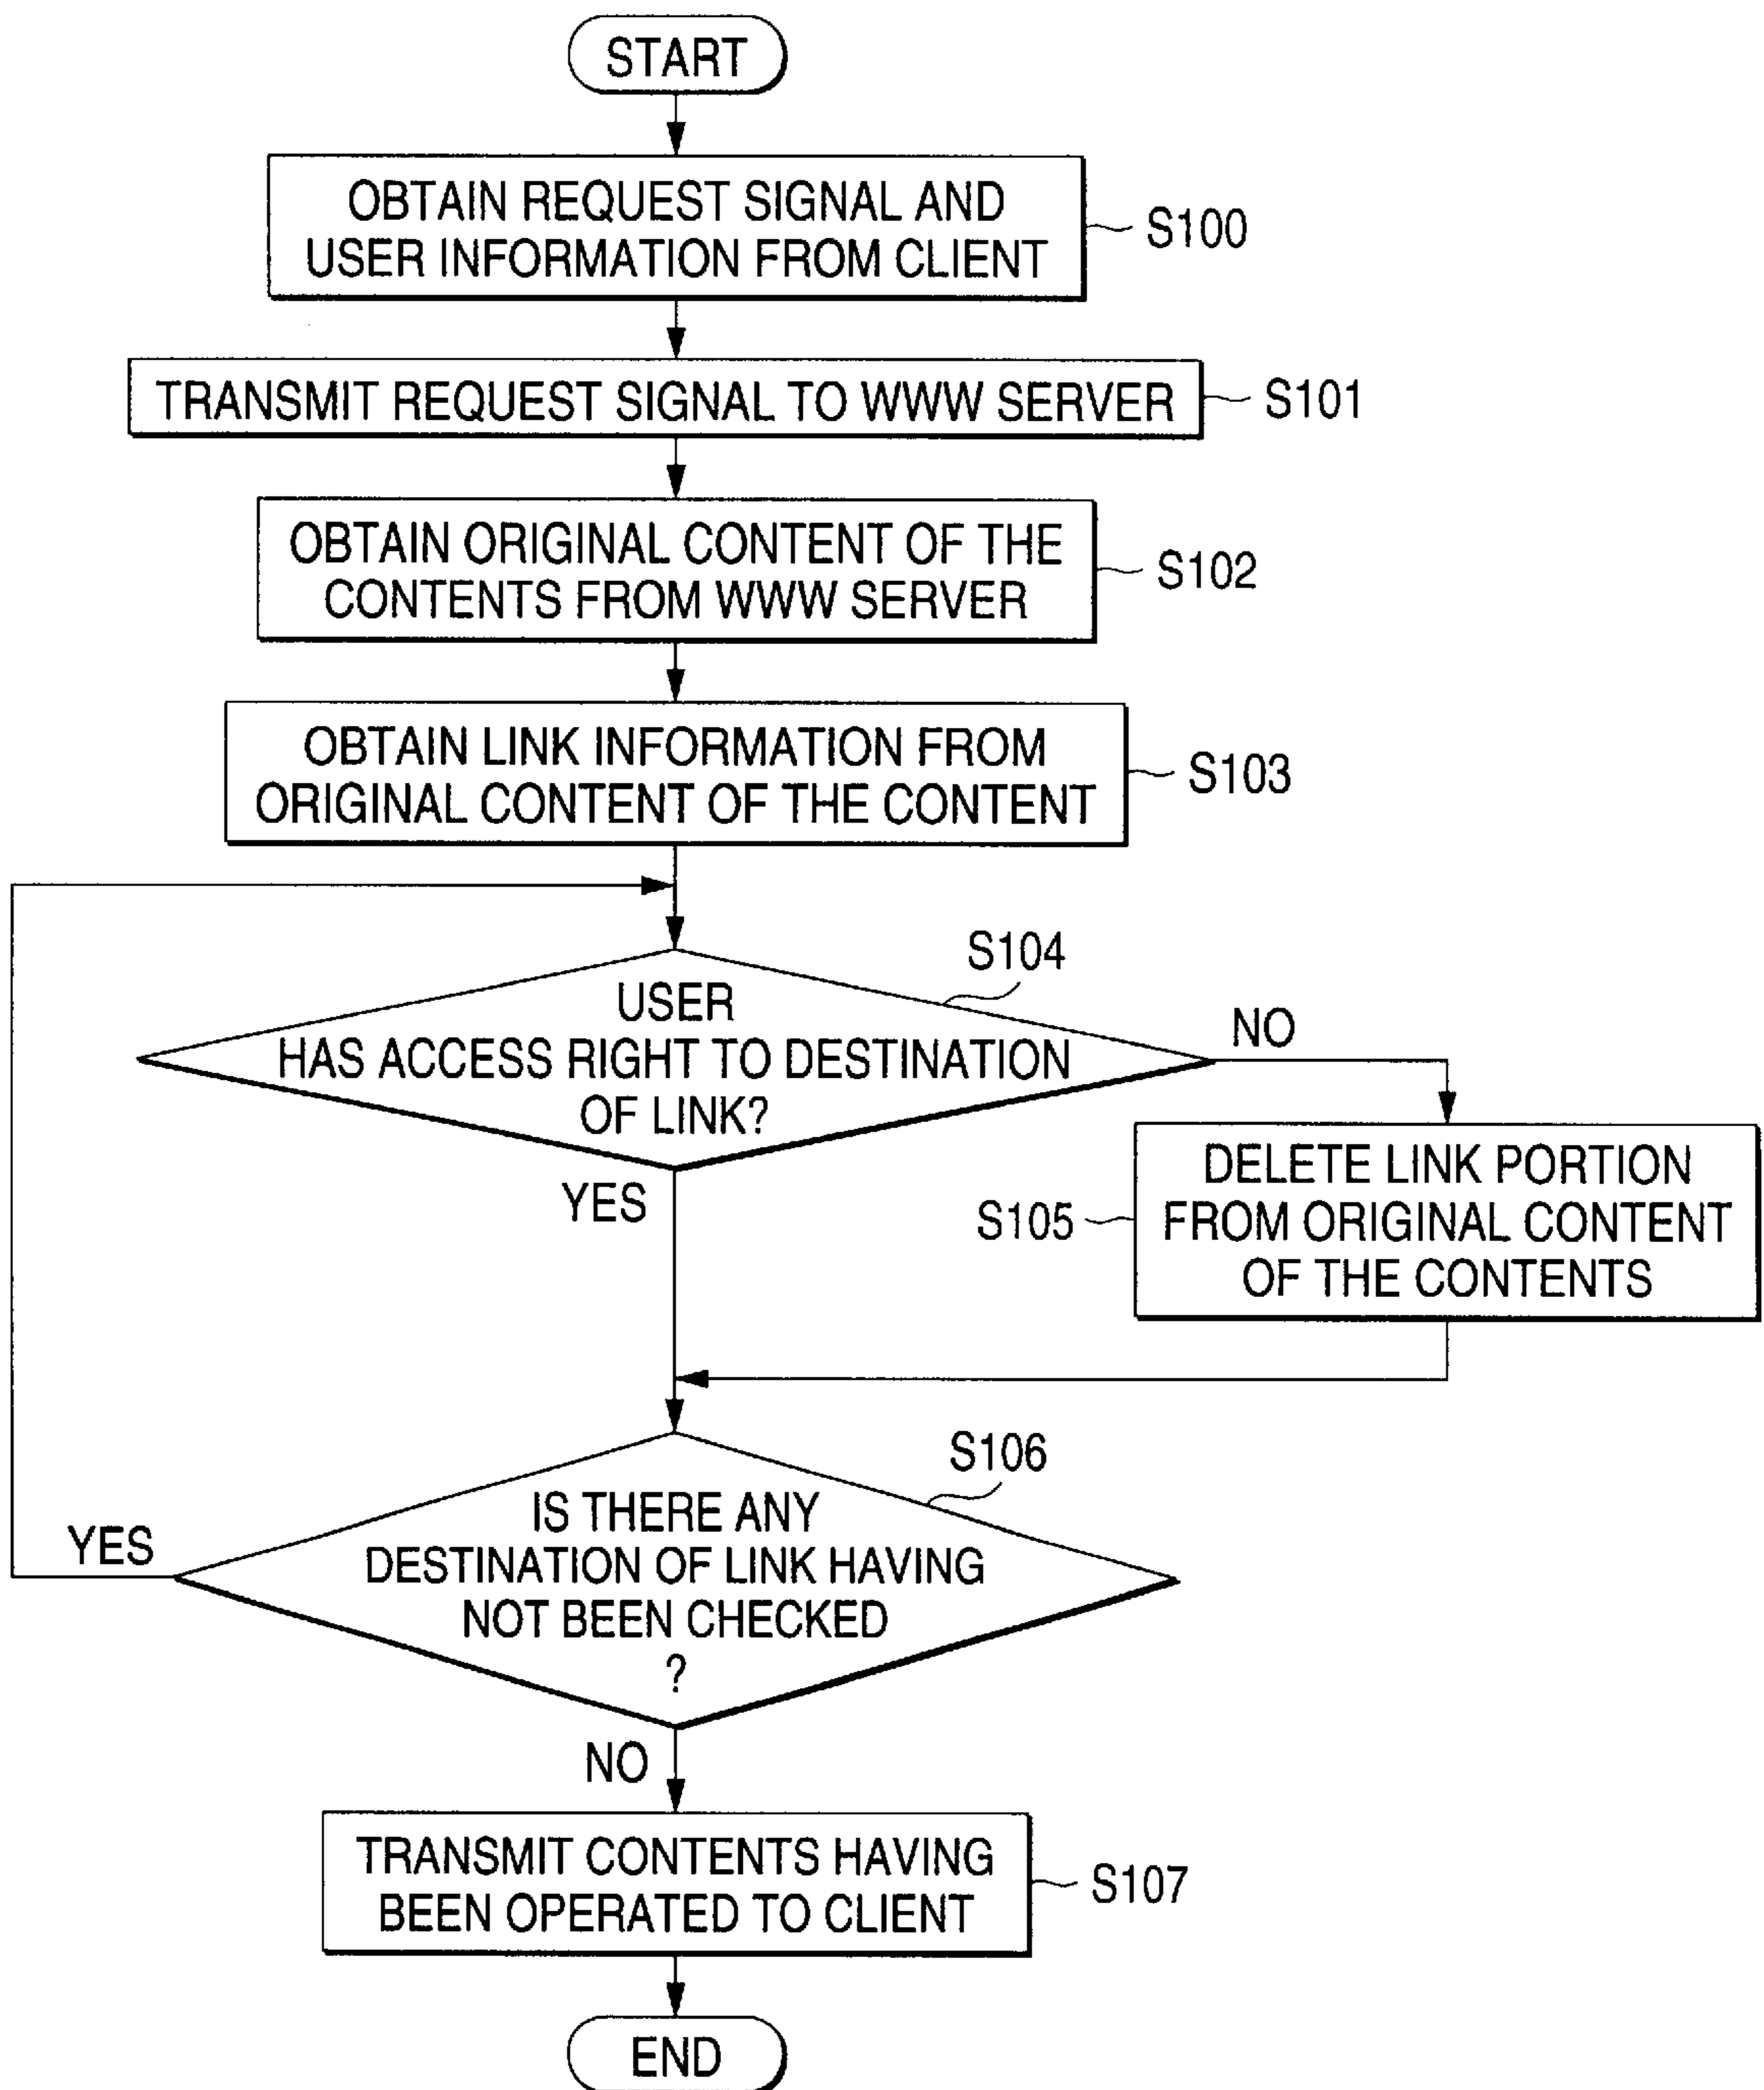 START
OBTAIN REQUEST SIGNAL AND
USER INFORMATION FROM CLIENT
S100
TRANSMIT REQUEST SIGNAL TO WWW SERVER
S101
OBTAIN ORIGINAL CONTENT OF THE
CONTENTS FROM WWW SERVER
S102
OBTAIN LINK INFORMATION FROM
ORIGINAL CONTENT OF THE CONTENT
S103
S104
USER
HAS ACCESS RIGHT TO DESTINATION
OF LINK?
NO
YES
S105
DELETE LINK PORTION
FROM ORIGINAL CONTENT
OF THE CONTENTS
S106
IS THERE ANY
DESTINATION OF LINK HAVING
NOT BEEN CHECKED
?
YES
NO
TRANSMIT CONTENTS HAVING
BEEN OPERATED TO CLIENT
S107
END